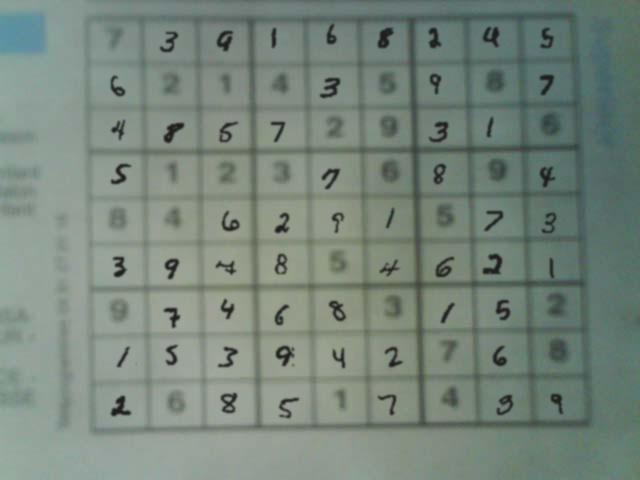 7 3 9 1 6 8 2 4 5
6 2 1 4 3 5 9 8 7
4 8 5 7 2 9 3 1 6
5 1 2 3 7 6 8 9 4
8 4 6 2 9 1 5 7 3
3 9 7 8 5 4 6 2 1
9 7 4 6 8 3 1 5 2
1 5 3 9 4 2 7 6 8
2 6 8 5 1 7 4 3 9